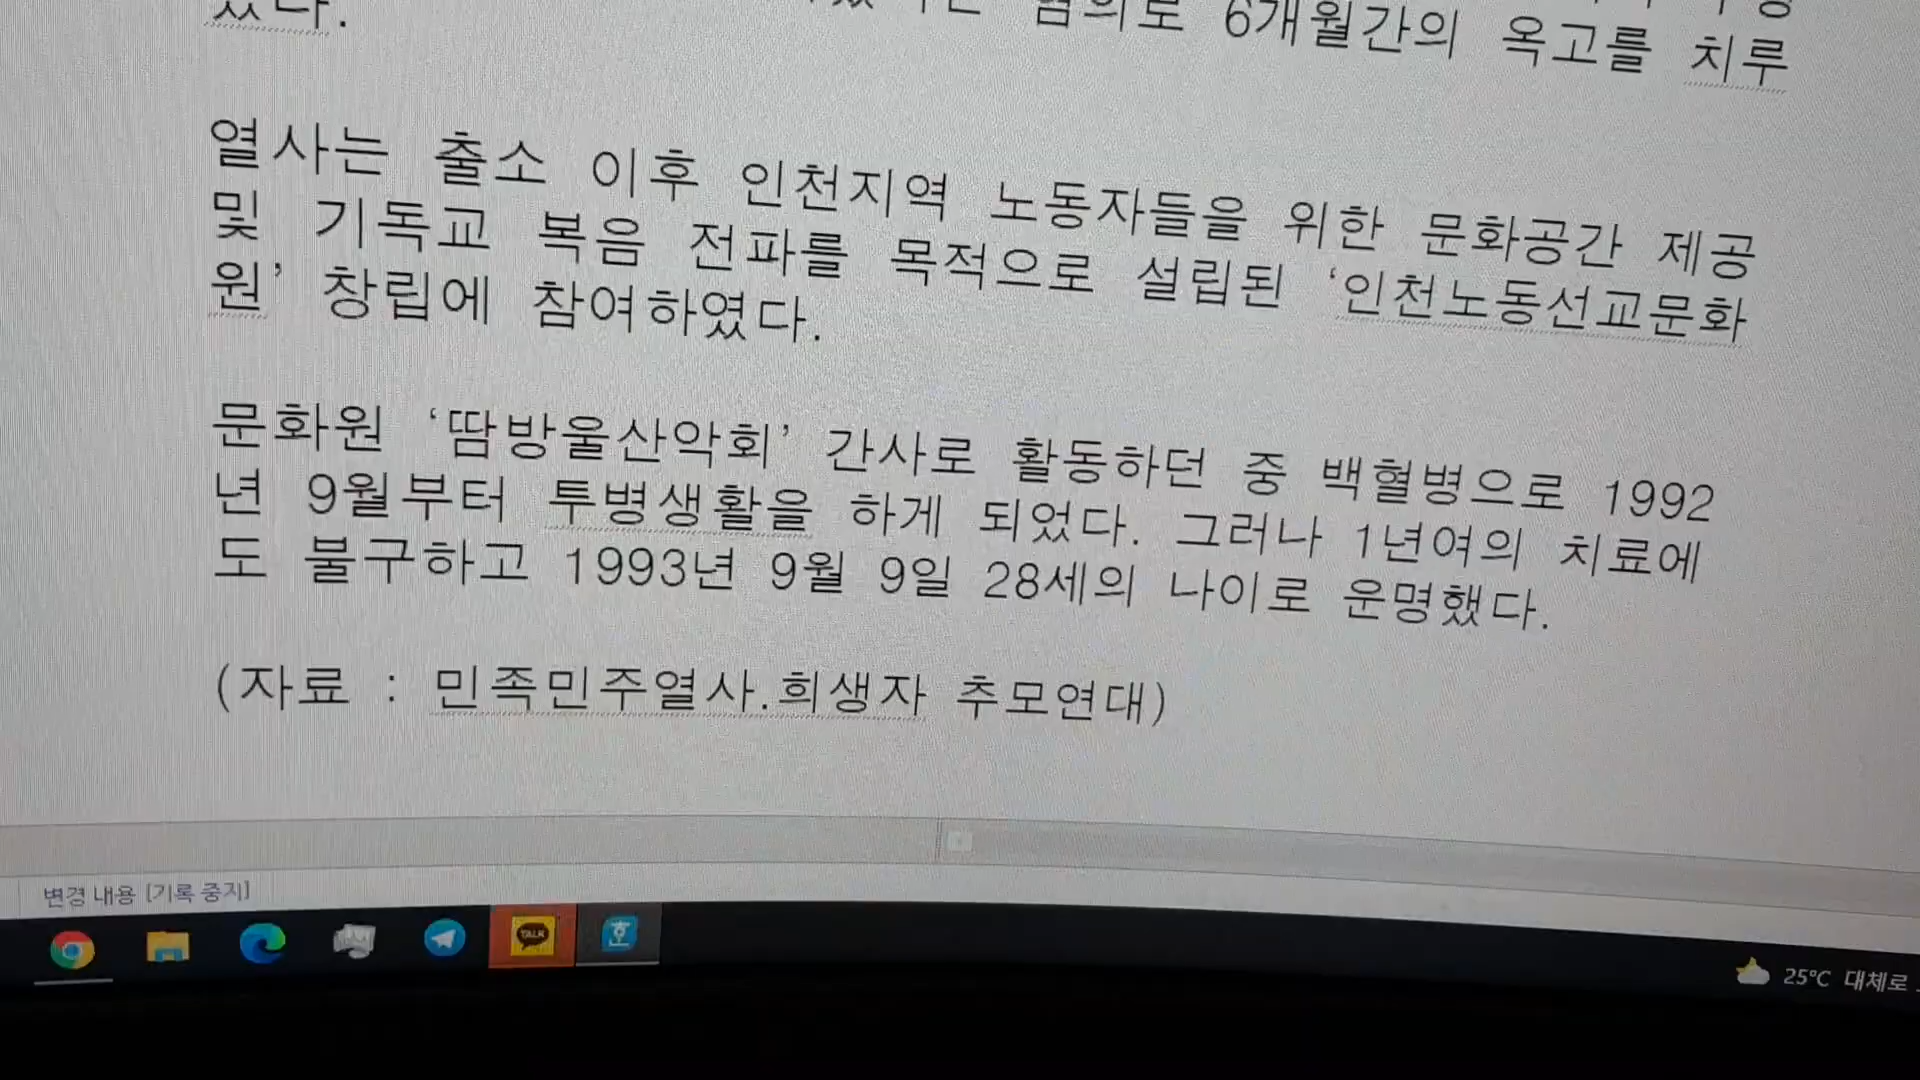 혐의로 6개월간의 옥고를 치루
열사는 출소 이후 인천지역 노동자들을 위한 문화공간 제공
및 기독교 복음 전파를 목적으로 설립된 ‘인천노동선교문화
원’ 창립에 참여하였다.
문화원 ‘땀방울산악회’ 간사로 활동하던 중 백혈병으로 1992
년 9월부터 투병생활을 하게 되었다. 그러나 1년여의 치료에
도 불구하고 1993년 9월 9일 28세의 나이로 운명했다.
(자료 : 민족민주열사.희생자 추모연대)
변경 내용 [기록 중지]
TALK
호
25°C 대체로